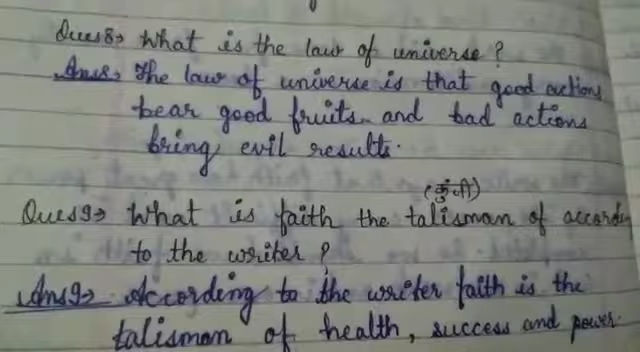 Ques8→ What is the law of universe ?
Ans8→ The law of universe is that good actions
bear good fruits and bad actions
bring evil results.
(कुंजी)
Ques9→ What is faith the talisman of accordi
to the writer ?
Ans9→ According to the writer faith is the
talisman of health, success and power.